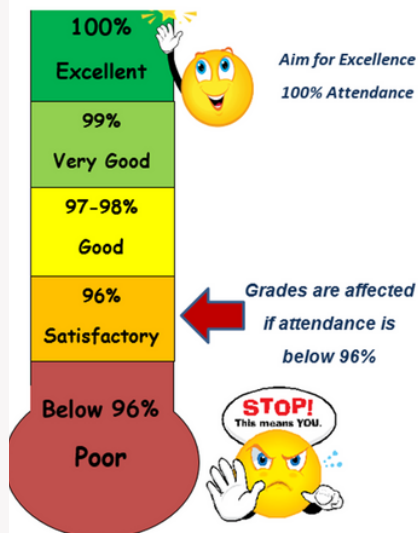 100%
Excellent
Aim for Excellence
100% Attendance
99%
Very Good
97-98%
Good
96%
Satisfactory
Grades are affected
if attendance is
below 96%
Below 96%
Poor
STOP!
This means YOU.